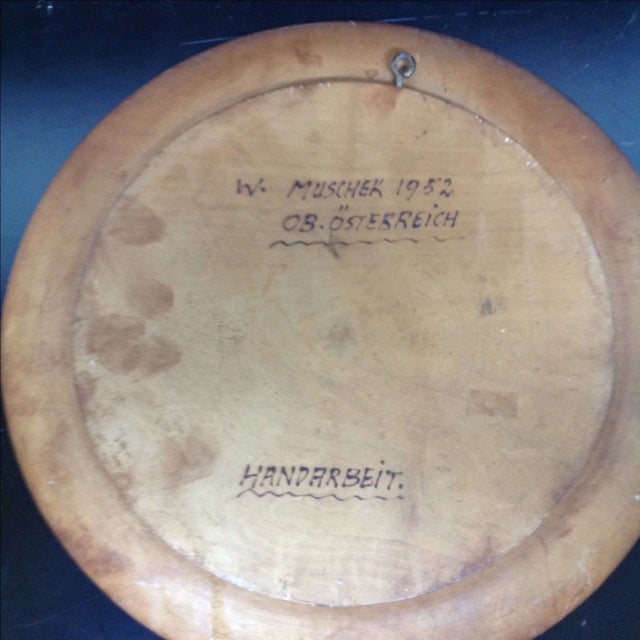 W. MUSCHEK 1952
OB. ÖSTERREICH
HANDARBEIT.